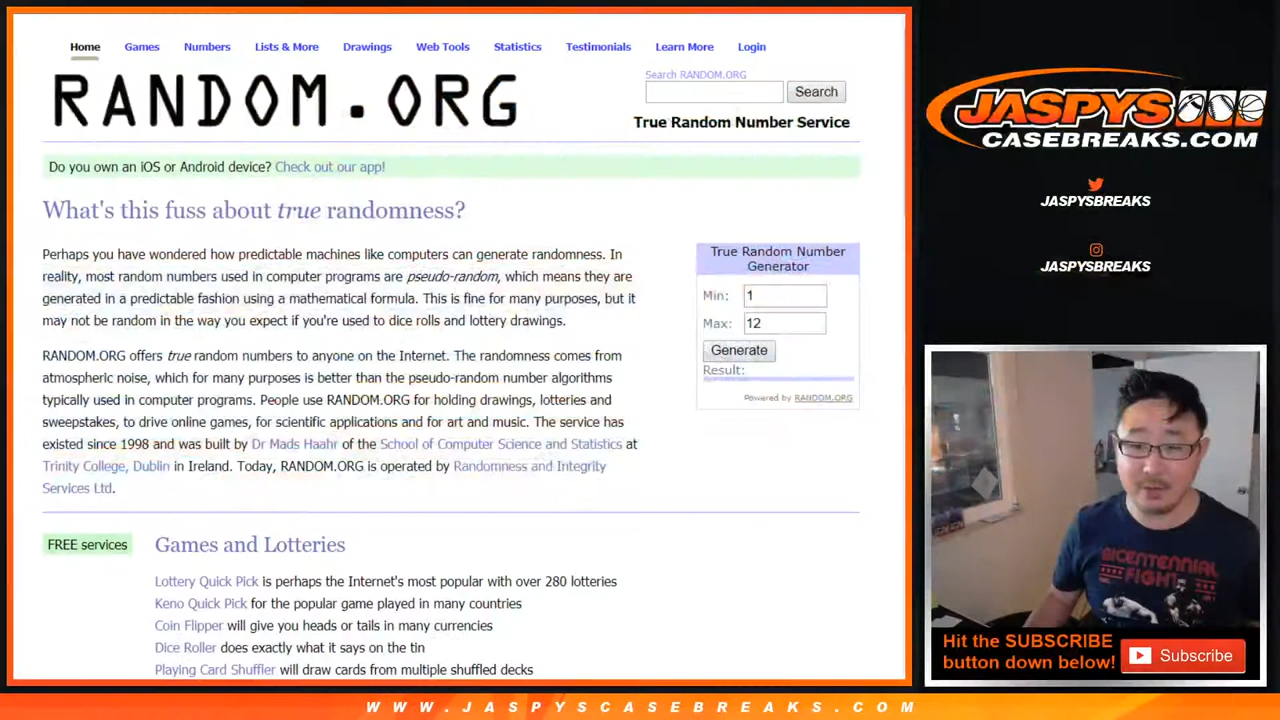 Home Games Numbers Lists & More Drawings Web Tools Statistics Testimonials Learn More Login
RANDOM.ORG
Search RANDOM.ORG
Search
True Random Number Service
Do you own an iOS or Android device? Check out our app!
What's this fuss about true randomness?
Perhaps you have wondered how predictable machines like computers can generate randomness. In
reality, most random numbers used in computer programs are pseudo-random, which means they are
generated in a predictable fashion using a mathematical formula. This is fine for many purposes, but it
may not be random in the way you expect if you're used to dice rolls and lottery drawings.
RANDOM.ORG offers true random numbers to anyone on the Internet. The randomness comes from
atmospheric noise, which for many purposes is better than the pseudo-random number algorithms
typically used in computer programs. People use RANDOM.ORG for holding drawings, lotteries and
sweepstakes, to drive online games, for scientific applications and for art and music. The service has
existed since 1998 and was built by Dr Mads Haahr of the School of Computer Science and Statistics at
Trinity College, Dublin in Ireland. Today, RANDOM.ORG is operated by Randomness and Integrity
Services Ltd.
True Random Number
Generator
Min: 1
Max: 12
Generate
Result:
Powered by RANDOM.ORG
FREE services
Games and Lotteries
Lottery Quick Pick is perhaps the Internet's most popular with over 280 lotteries
Keno Quick Pick for the popular game played in many countries
Coin Flipper will give you heads or tails in many currencies
Dice Roller does exactly what it says on the tin
Playing Card Shuffler will draw cards from multiple shuffled decks
JASPYS
CASEBREAKS.COM
JASPYSBREAKS
JASPYSBREAKS
BICENTENNIAL
FIGHT
Hit the SUBSCRIBE
button down below!
Subscribe
WWW.JASPYSCASEBREAKS.COM